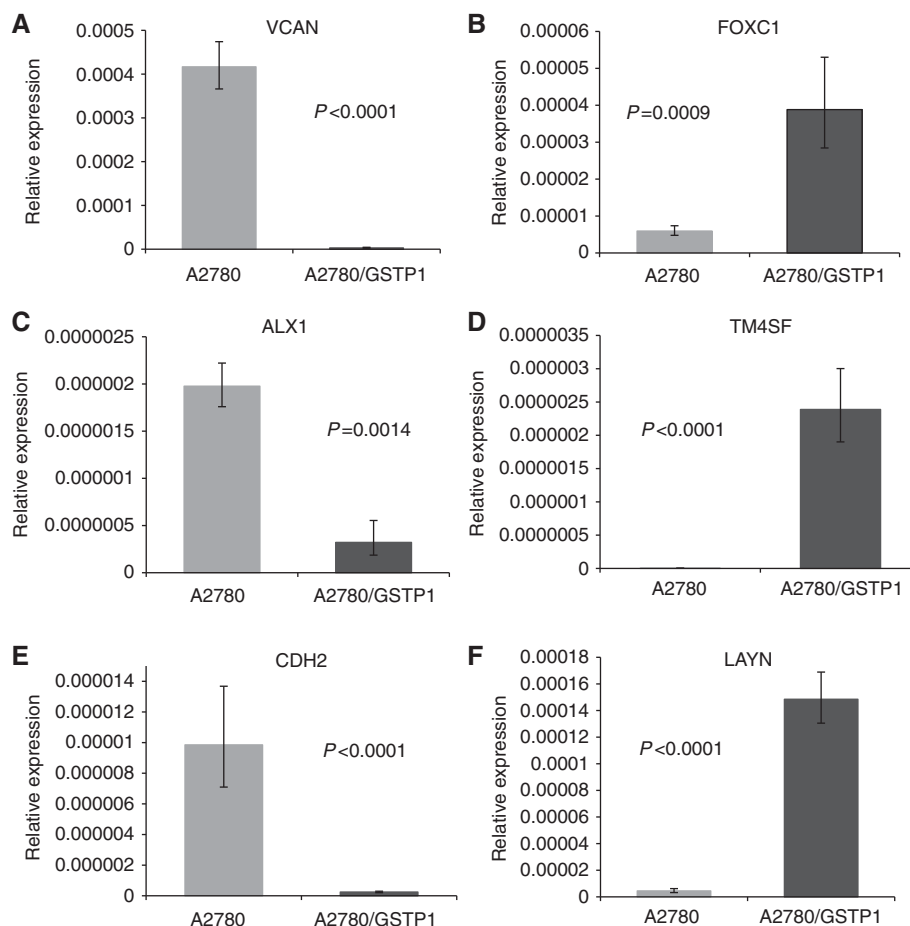 A
VCAN
Relative expression
0.0005
0.0004
0.0003
0.0002
0.0001
0
P<0.0001
A2780
A2780/GSTP1
B
FOXC1
Relative expression
0.00006
0.00005
0.00004
0.00003
0.00002
0.00001
0
P=0.0009
A2780
A2780/GSTP1
C
ALX1
Relative expression
0.0000025
0.000002
0.0000015
0.000001
0.0000005
0
P=0.0014
A2780
A2780/GSTP1
D
TM4SF
Relative expression
0.0000035
0.000003
0.0000025
0.000002
0.0000015
0.000001
0.0000005
0
P<0.0001
A2780
A2780/GSTP1
E
CDH2
Relative expression
0.000014
0.000012
0.00001
0.000008
0.000006
0.000004
0.000002
0
P<0.0001
A2780
A2780/GSTP1
F
LAYN
Relative expression
0.00018
0.00016
0.00014
0.00012
0.0001
0.00008
0.00006
0.00004
0.00002
0
P<0.0001
A2780
A2780/GSTP1